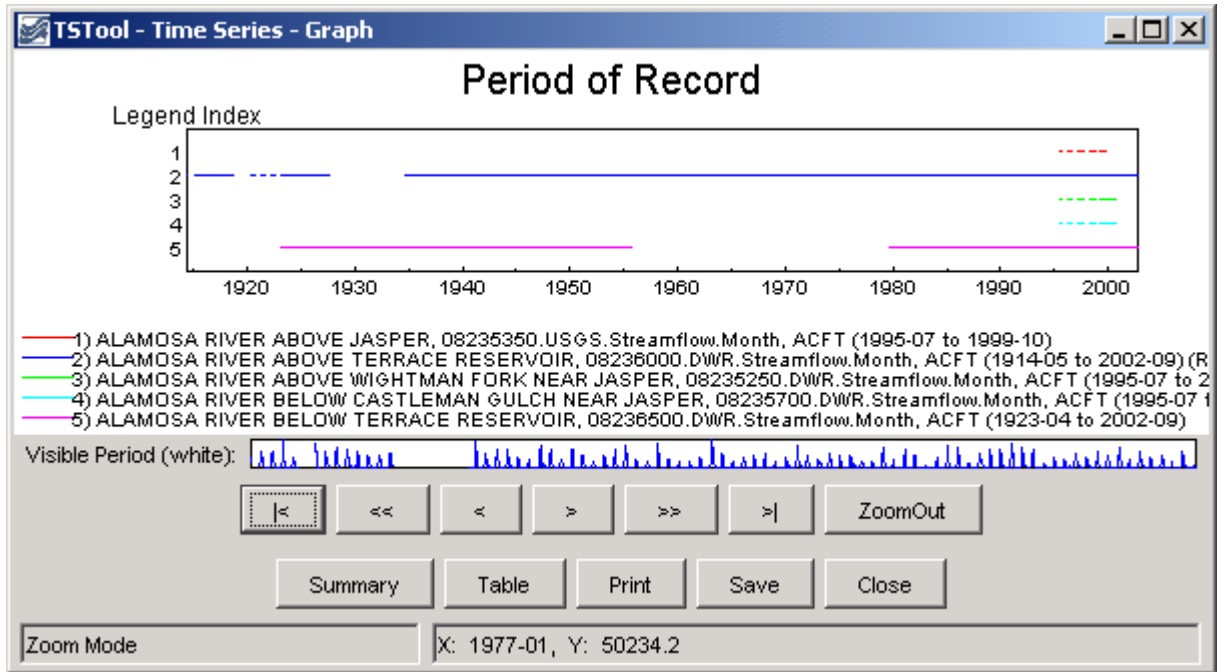 TSTool - Time Series - Graph
Period of Record
Legend Index
1
2
3
4
5
1920 1930 1940 1950 1960 1970 1980 1990 2000
1) ALAMOSA RIVER ABOVE JASPER, 08235350.USGS.Streamflow.Month, ACFT (1995-07 to 1999-10)
2) ALAMOSA RIVER ABOVE TERRACE RESERVOIR, 08236000.DWR.Streamflow.Month, ACFT (1914-05 to 2002-09) (R
3) ALAMOSA RIVER ABOVE WIGHTMAN FORK NEAR JASPER, 08235250.DWR.Streamflow.Month, ACFT (1995-07 to 2
4) ALAMOSA RIVER BELOW CASTLEMAN GULCH NEAR JASPER, 08235700.DWR.Streamflow.Month, ACFT (1995-07 t
5) ALAMOSA RIVER BELOW TERRACE RESERVOIR, 08236500.DWR.Streamflow.Month, ACFT (1923-04 to 2002-09)
Visible Period (white):
|< << < > >> >| ZoomOut
Summary Table Print Save Close
Zoom Mode X: 1977-01, Y: 50234.2